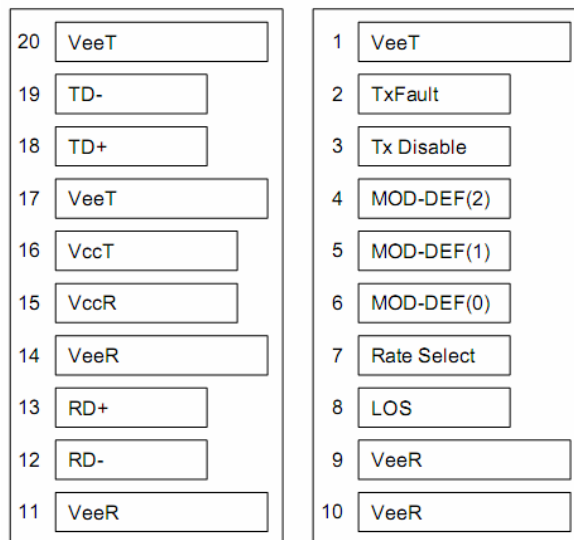 20 VeeT
19 TD-
18 TD+
17 VeeT
16 VccT
15 VccR
14 VeeR
13 RD+
12 RD-
11 VeeR
1 VeeT
2 TxFault
3 Tx Disable
4 MOD-DEF(2)
5 MOD-DEF(1)
6 MOD-DEF(0)
7 Rate Select
8 LOS
9 VeeR
10 VeeR